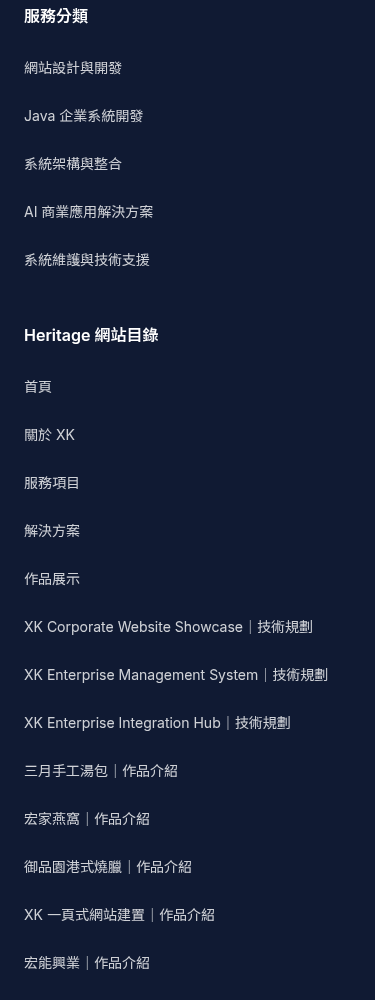 服務分類
網站設計與開發
Java 企業系統開發
系統架構與整合
AI 商業應用解決方案
系統維護與技術支援
Heritage 網站目錄
首頁
關於 XK
服務項目
解決方案
作品展示
XK Corporate Website Showcase｜技術規劃
XK Enterprise Management System｜技術規劃
XK Enterprise Integration Hub｜技術規劃
三月手工湯包｜作品介紹
宏家燕窩｜作品介紹
御品園港式燒臘｜作品介紹
XK 一頁式網站建置｜作品介紹
宏能興業｜作品介紹